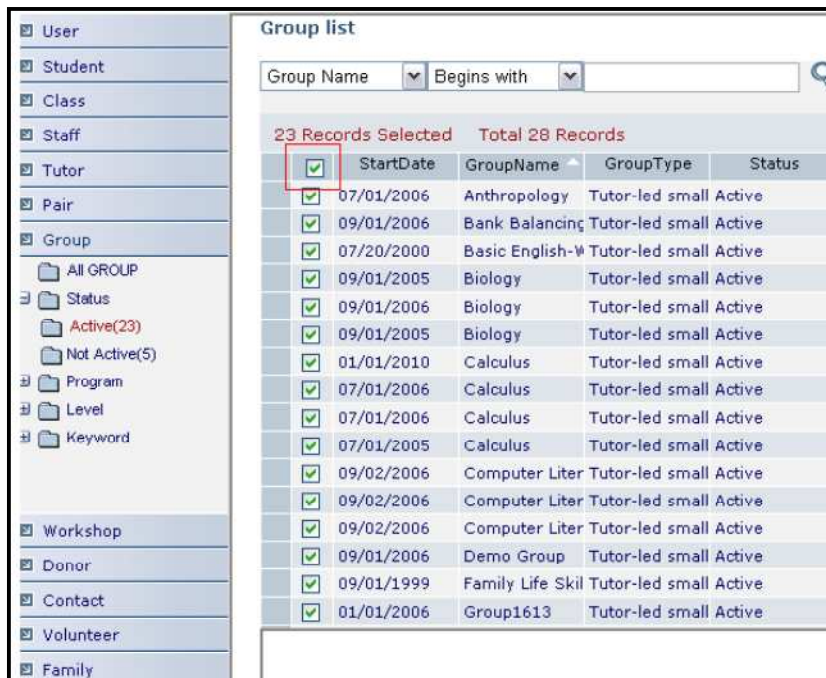 User
Student
Class
Staff
Tutor
Pair
Group
All GROUP
Status
Active(23)
Not Active(5)
Program
Level
Keyword
Workshop
Donor
Contact
Volunteer
Family
Group list
Group Name Begins with
23 Records Selected Total 28 Records
StartDate GroupName GroupType Status
07/01/2006 Anthropology Tutor-led small Active
09/01/2006 Bank Balancing Tutor-led small Active
07/20/2000 Basic English-W Tutor-led small Active
09/01/2005 Biology Tutor-led small Active
09/01/2006 Biology Tutor-led small Active
09/01/2005 Biology Tutor-led small Active
01/01/2010 Calculus Tutor-led small Active
07/01/2006 Calculus Tutor-led small Active
07/01/2006 Calculus Tutor-led small Active
07/01/2005 Calculus Tutor-led small Active
09/02/2006 Computer Liter Tutor-led small Active
09/02/2006 Computer Liter Tutor-led small Active
09/02/2006 Computer Liter Tutor-led small Active
09/01/2006 Demo Group Tutor-led small Active
09/01/1999 Family Life Skil Tutor-led small Active
01/01/2006 Group1613 Tutor-led small Active